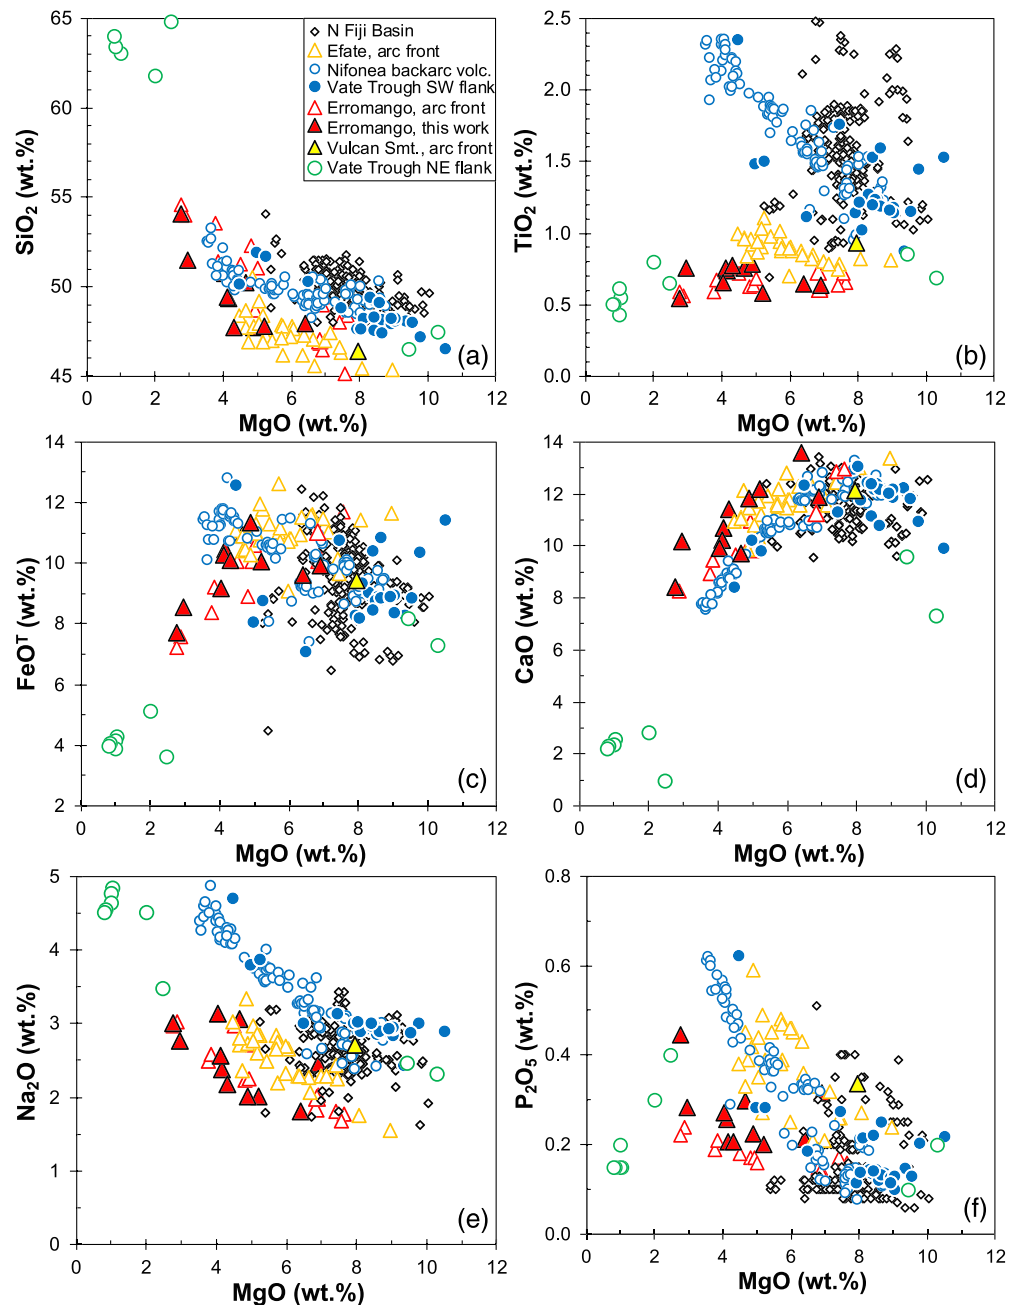 65
60
55
50
45
SiO2 (wt.%)
N Fiji Basin
Efate, arc front
Nifonea backarc volc.
Vate Trough SW flank
Erromango, arc front
Erromango, this work
Vulcan Smt., arc front
Vate Trough NE flank
(a)
0 2 4 6 8 10 12
MgO (wt.%)
2.5
2.0
1.5
1.0
0.5
0.0
TiO2 (wt.%)
(b)
0 2 4 6 8 10 12
MgO (wt.%)
14
12
10
8
6
4
2
FeOT (wt.%)
(c)
0 2 4 6 8 10 12
MgO (wt.%)
14
12
10
8
6
4
2
0
CaO (wt.%)
(d)
0 2 4 6 8 10 12
MgO (wt.%)
5
4
3
2
1
0
Na2O (wt.%)
(e)
0 2 4 6 8 10 12
MgO (wt.%)
0.8
0.6
0.4
0.2
0.0
P2O5 (wt.%)
(f)
0 2 4 6 8 10 12
MgO (wt.%)